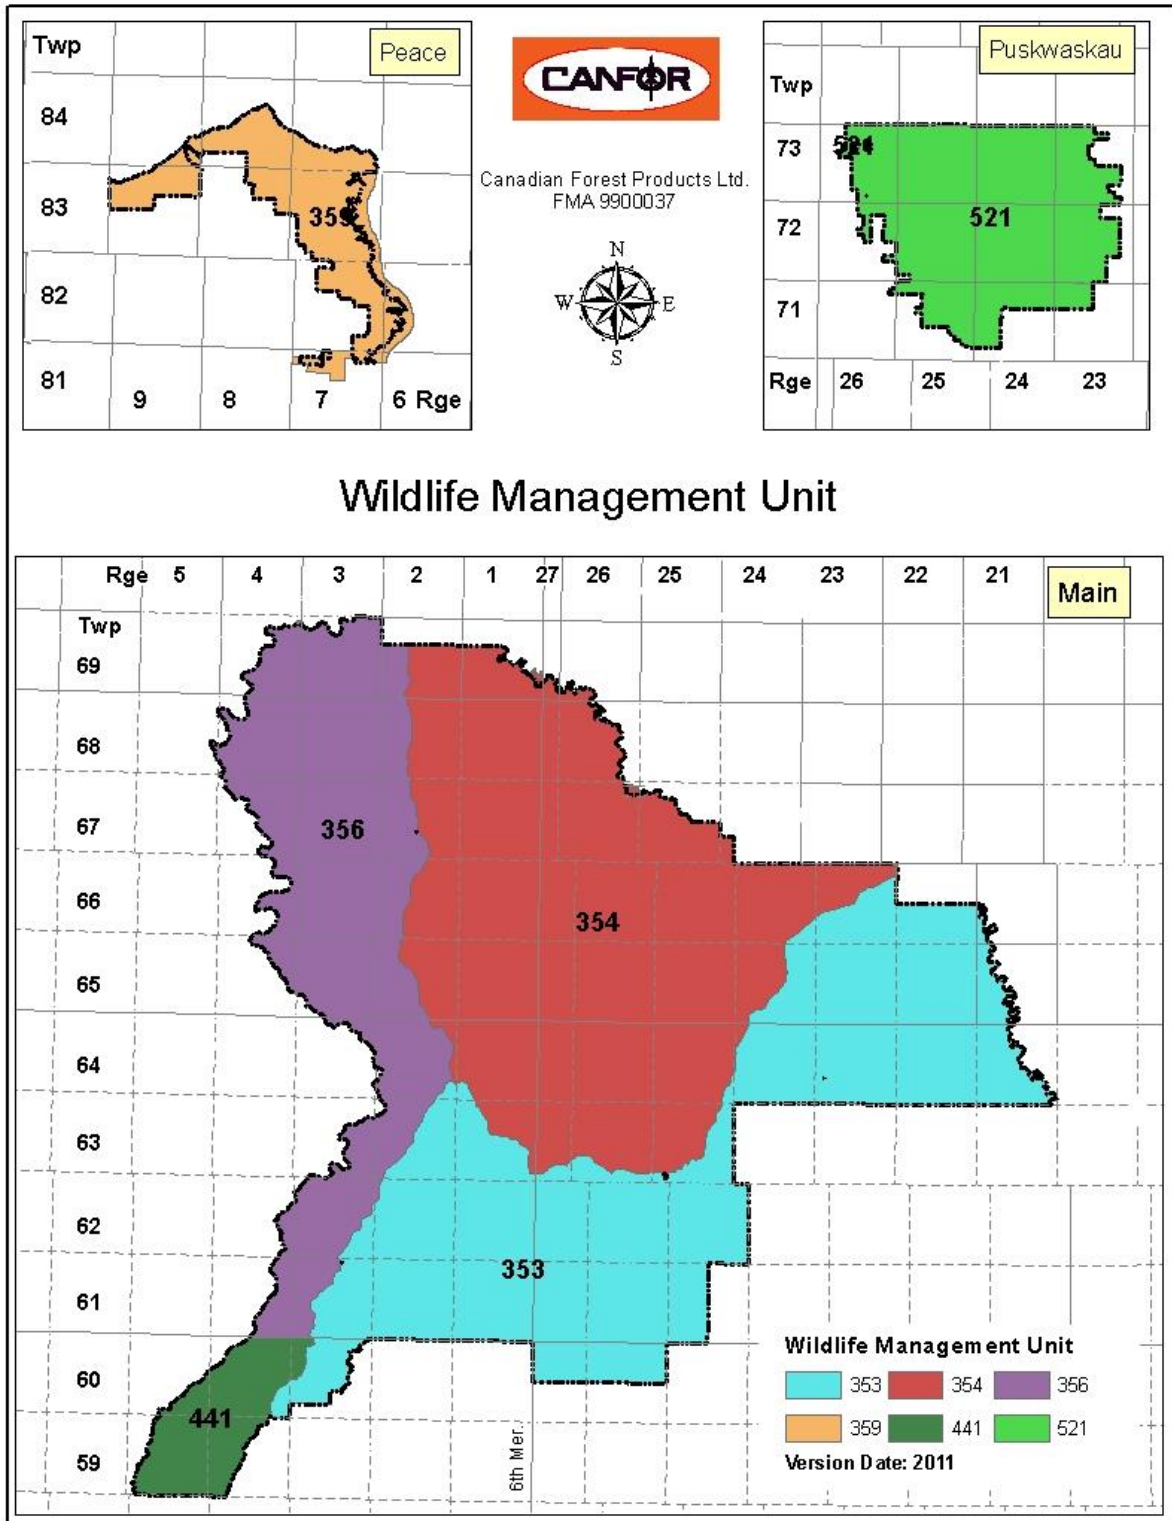 Twp
Peace
84
83
82
81
359
9 8 7 6 Rge
CANFOR
Canadian Forest Products Ltd.
FMA 9900037
N
W E
S
Puskwaskau
Twp
73
72
71
521
521
Rge 26 25 24 23
Wildlife Management Unit
Rge 5 4 3 2 1 27 26 25 24 23 22 21
Main
Twp
69
68
67
66
65
64
63
62
61
60
59
356
354
353
441
6th Mer.
Wildlife Management Unit
353 354 356
359 441 521
Version Date: 2011